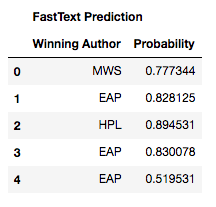 FastText Prediction
Winning Author Probability
0 MWS 0.777344
1 EAP 0.828125
2 HPL 0.894531
3 EAP 0.830078
4 EAP 0.519531